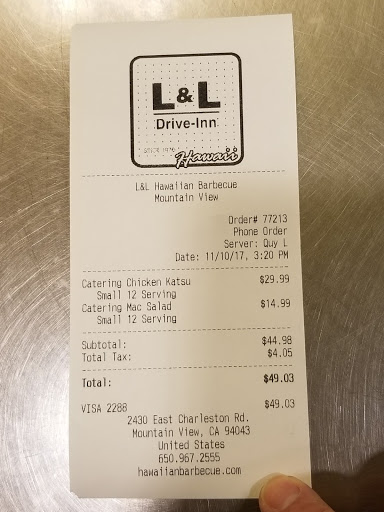 L&L
Drive-Inn
SINCE 1976
Hawaii
L&L Hawaiian Barbecue
Mountain View
Order# 77213
Phone Order
Server: Quy L
Date: 11/10/17, 3:20 PM
Catering Chicken Katsu $29.99
Small 12 Serving
Catering Mac Salad $14.99
Small 12 Serving
Subtotal: $44.98
Total Tax: $4.05
Total: $49.03
VISA 2288 $49.03
2430 East Charleston Rd.
Mountain View, CA 94043
United States
650.967.2555
hawaiianbarbecue.com